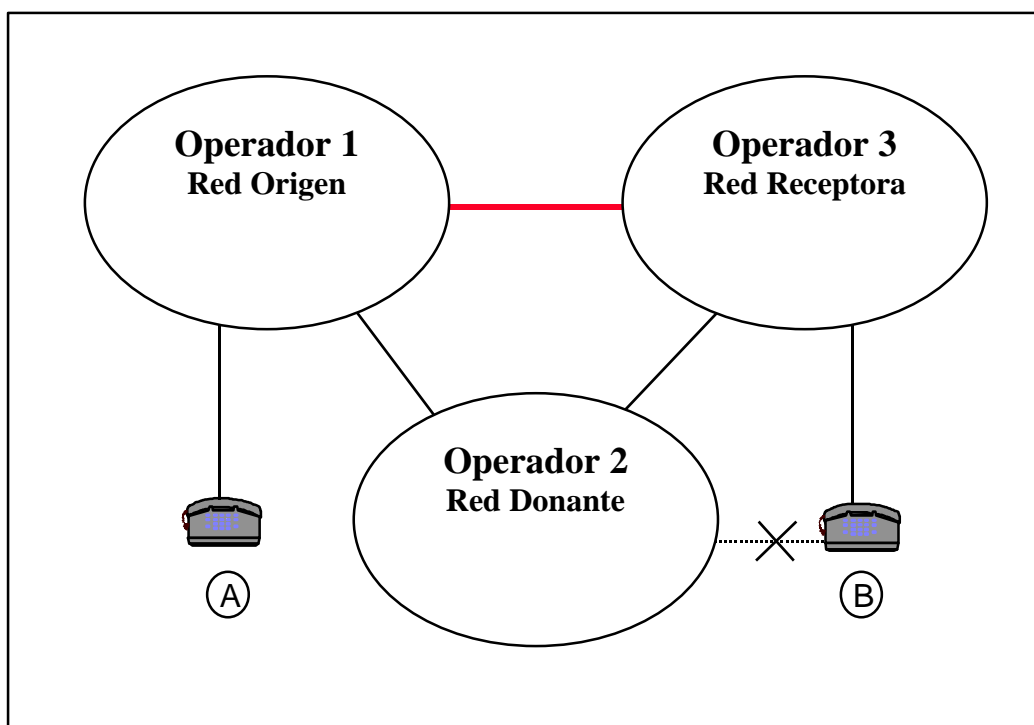 Operador 1
Red Origen
Operador 3
Red Receptora
Operador 2
Red Donante
A
B